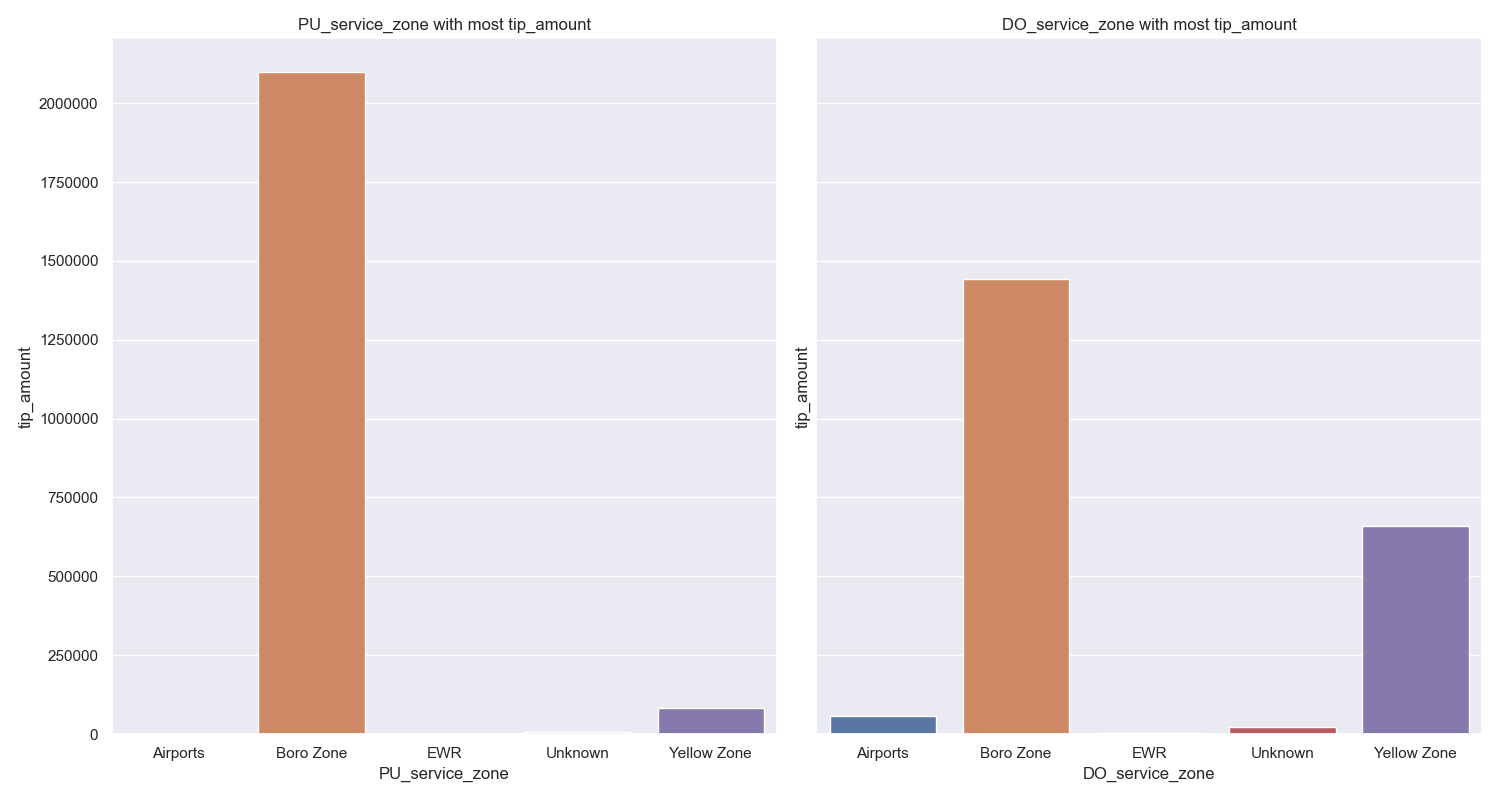 PU_service_zone with most tip_amount
DO_service_zone with most tip_amount
tip_amount
2000000
1750000
1500000
1250000
1000000
750000
500000
250000
0
Airports Boro Zone EWR Unknown Yellow Zone
PU_service_zone
tip_amount
Airports Boro Zone EWR Unknown Yellow Zone
DO_service_zone